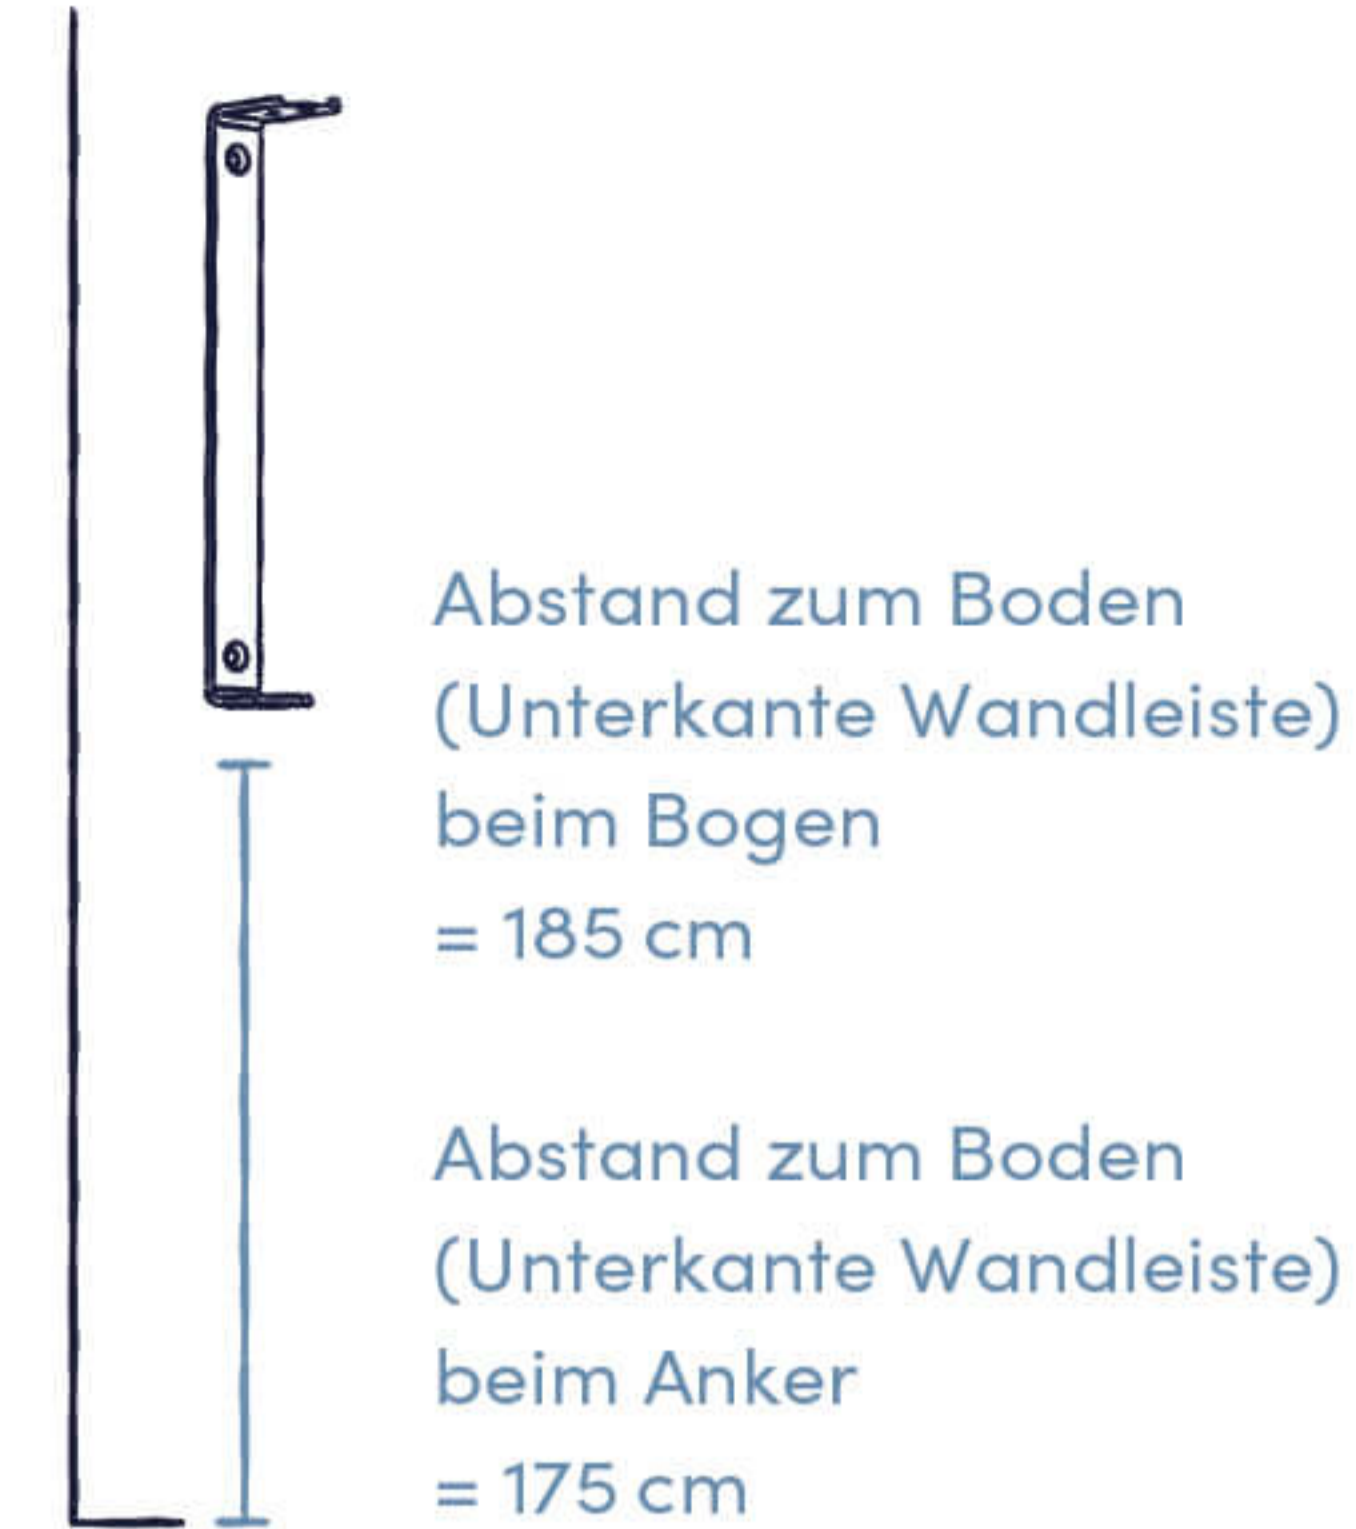 Abstand zum Boden
(Unterkante Wandleiste)
beim Bogen
= 185 cm
Abstand zum Boden
(Unterkante Wandleiste)
beim Anker
= 175 cm